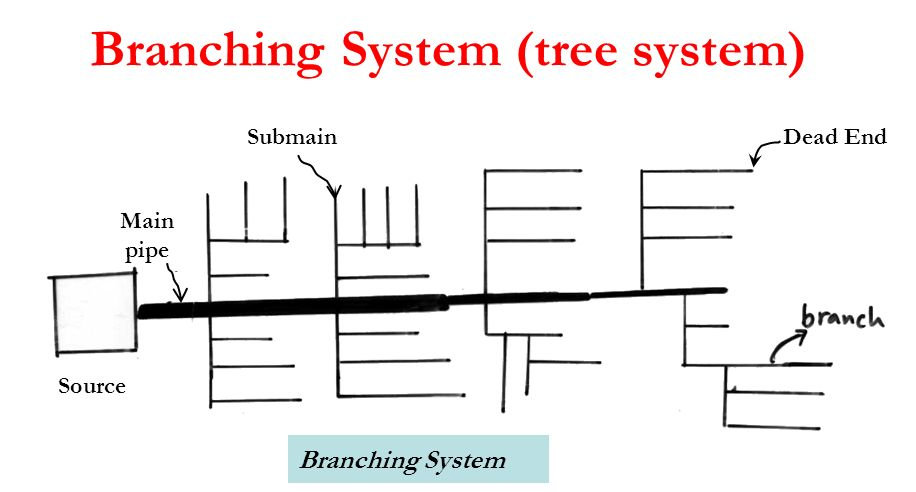 Branching System (tree system)
Submain
Dead End
Main
pipe
branch
Source
Branching System